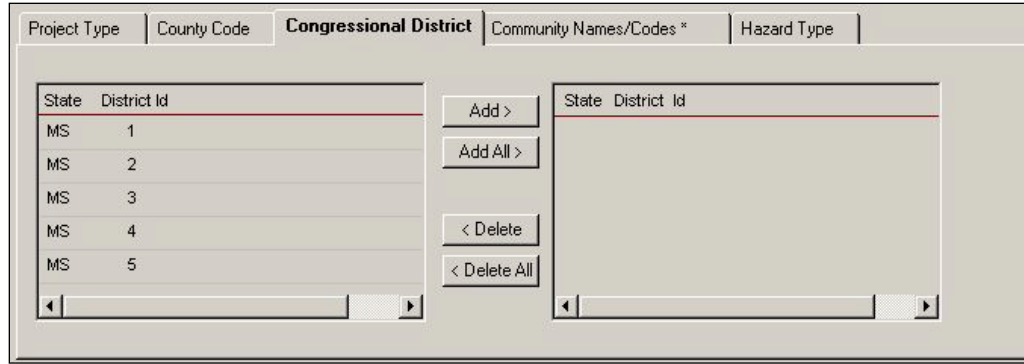 Project Type County Code Congressional District Community Names/Codes * Hazard Type
State District Id
MS 1
MS 2
MS 3
MS 4
MS 5
Add >
Add All >
< Delete
< Delete All
State District Id